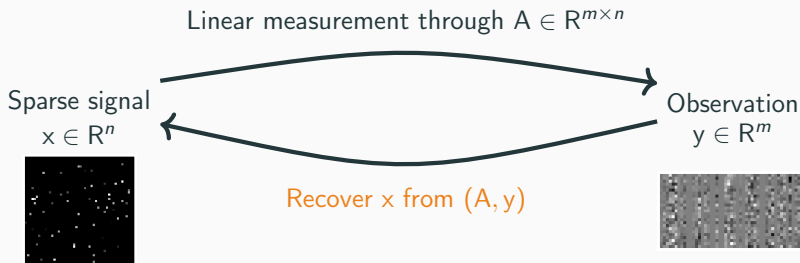 Linear measurement through A ∈ R^{m×n}
Sparse signal
x ∈ R^n
Observation
y ∈ R^m
Recover x from (A, y)